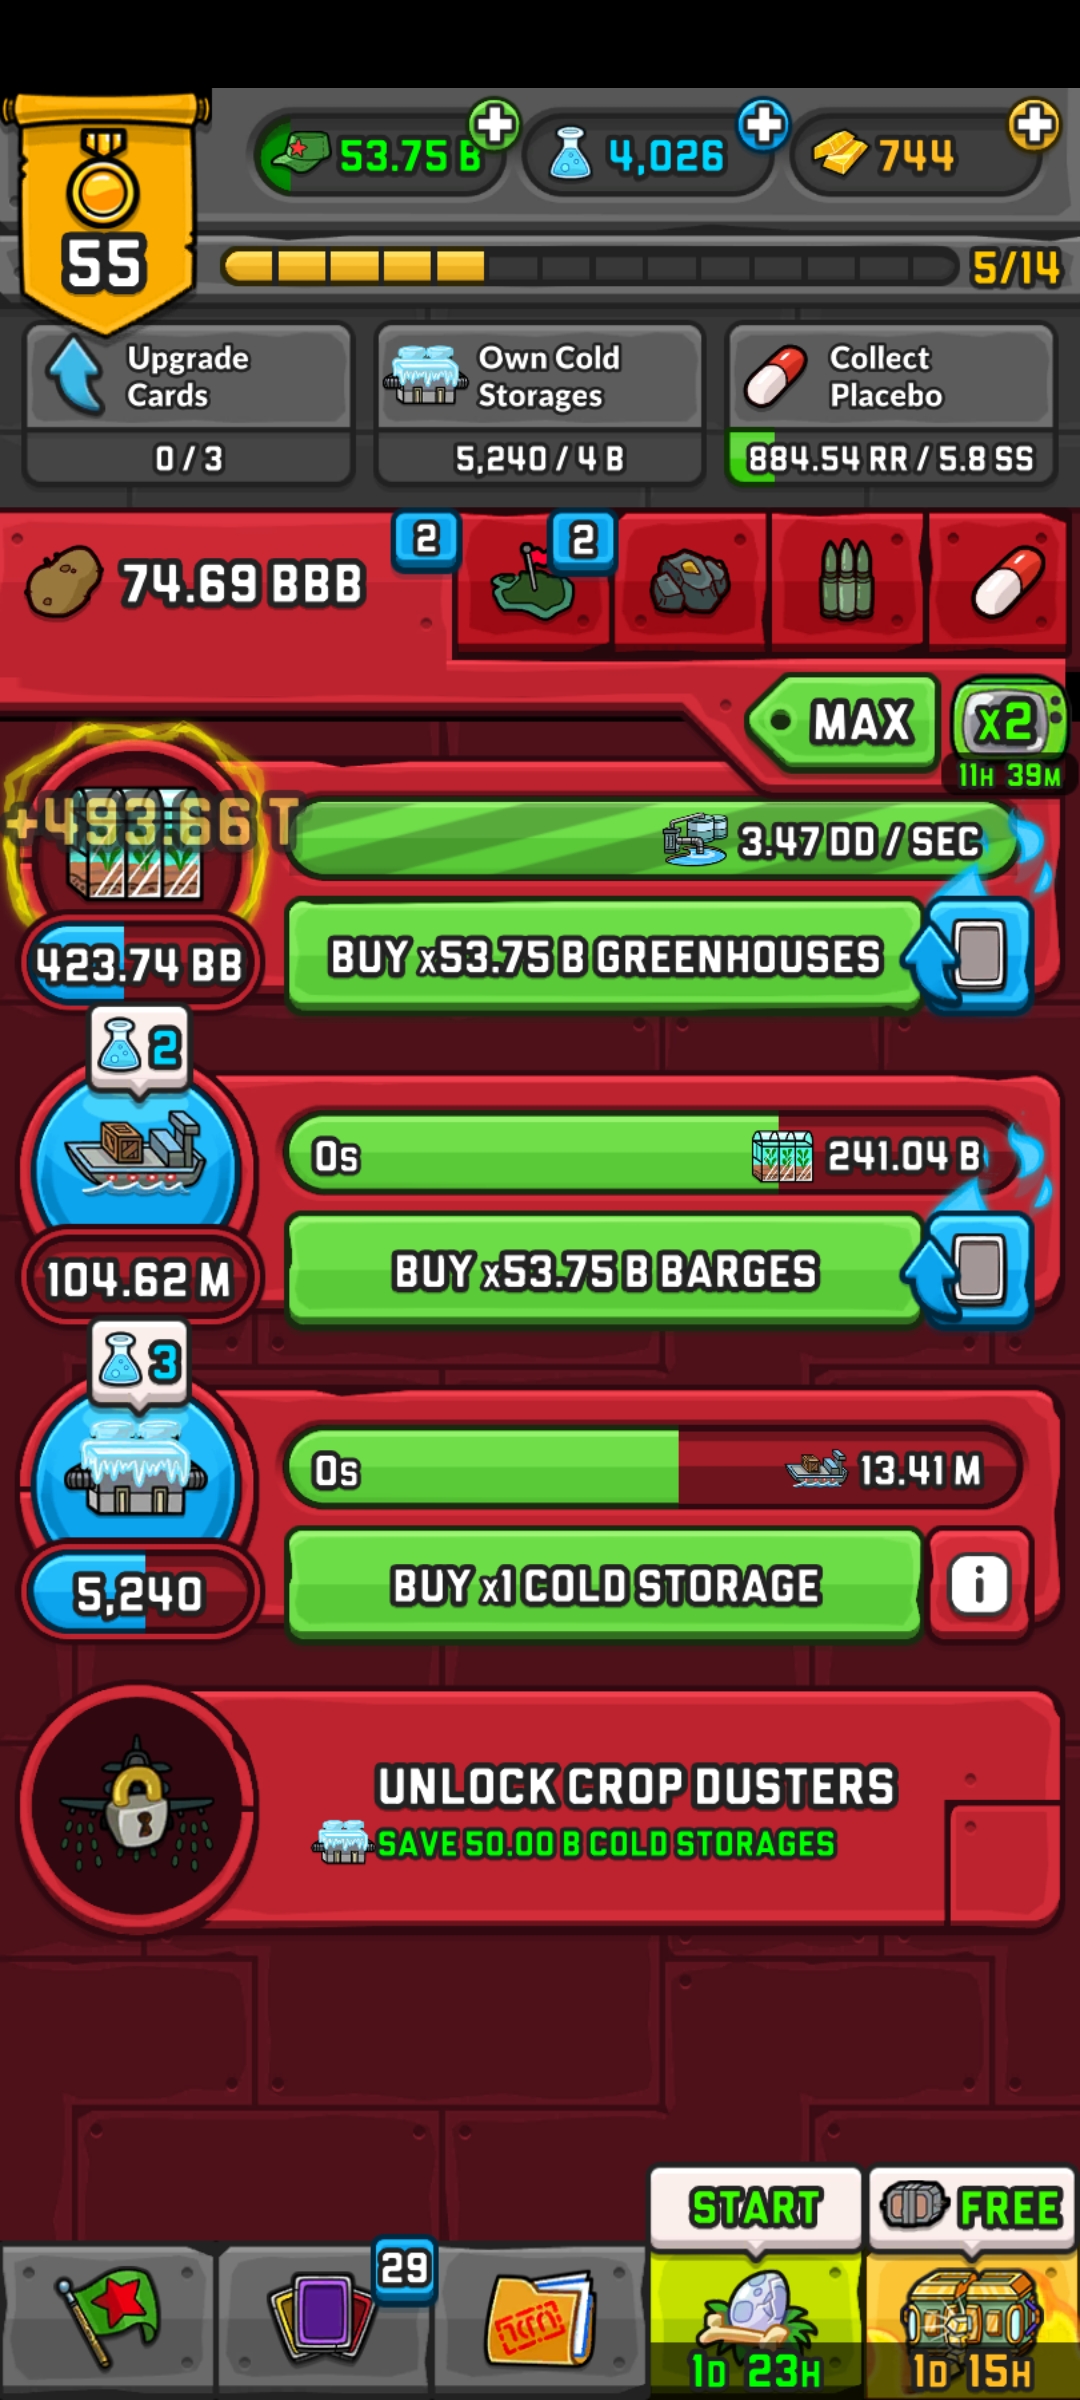 53.75 B
4,026
744
55
5/14
Upgrade
Cards
0 / 3
Own Cold
Storages
5,240 / 4 B
Collect
Placebo
884.54 RR / 5.8 SS
74.69 BBB
2
2
MAX
x2
11H 39M
+493.66 T
3.47 DD / SEC
423.74 BB
BUY x53.75 B GREENHOUSES
2
0s
241.04 B
104.62 M
BUY x53.75 B BARGES
3
0s
13.41 M
5,240
BUY x1 COLD STORAGE
i
UNLOCK CROP DUSTERS
SAVE 50.00 B COLD STORAGES
START
FREE
29
1D 23H
1D 15H